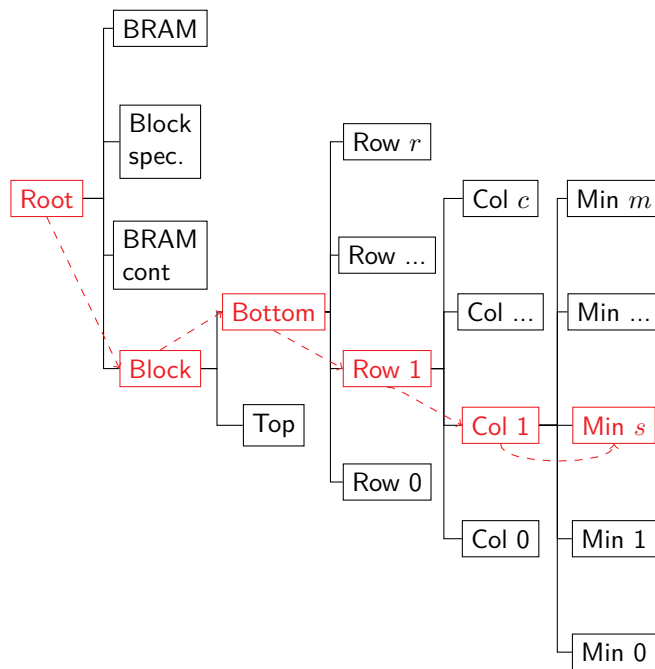 BRAM
Block
spec.
Root
BRAM
cont
Block
Bottom
Top
Row r
Row ...
Row 1
Row 0
Col c
Col ...
Col 1
Col 0
Min m
Min ...
Min s
Min 1
Min 0